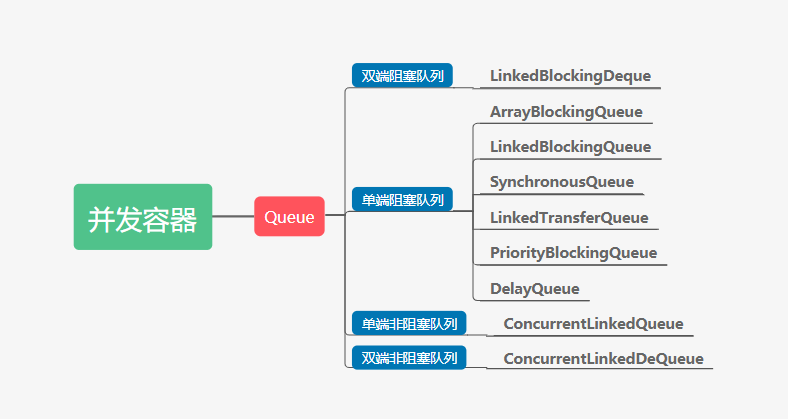 并发容器
Queue
双端阻塞队列
LinkedBlockingDeque
单端阻塞队列
ArrayBlockingQueue
LinkedBlockingQueue
SynchronousQueue
LinkedTransferQueue
PriorityBlockingQueue
DelayQueue
单端非阻塞队列
ConcurrentLinkedQueue
双端非阻塞队列
ConcurrentLinkedDeQueue